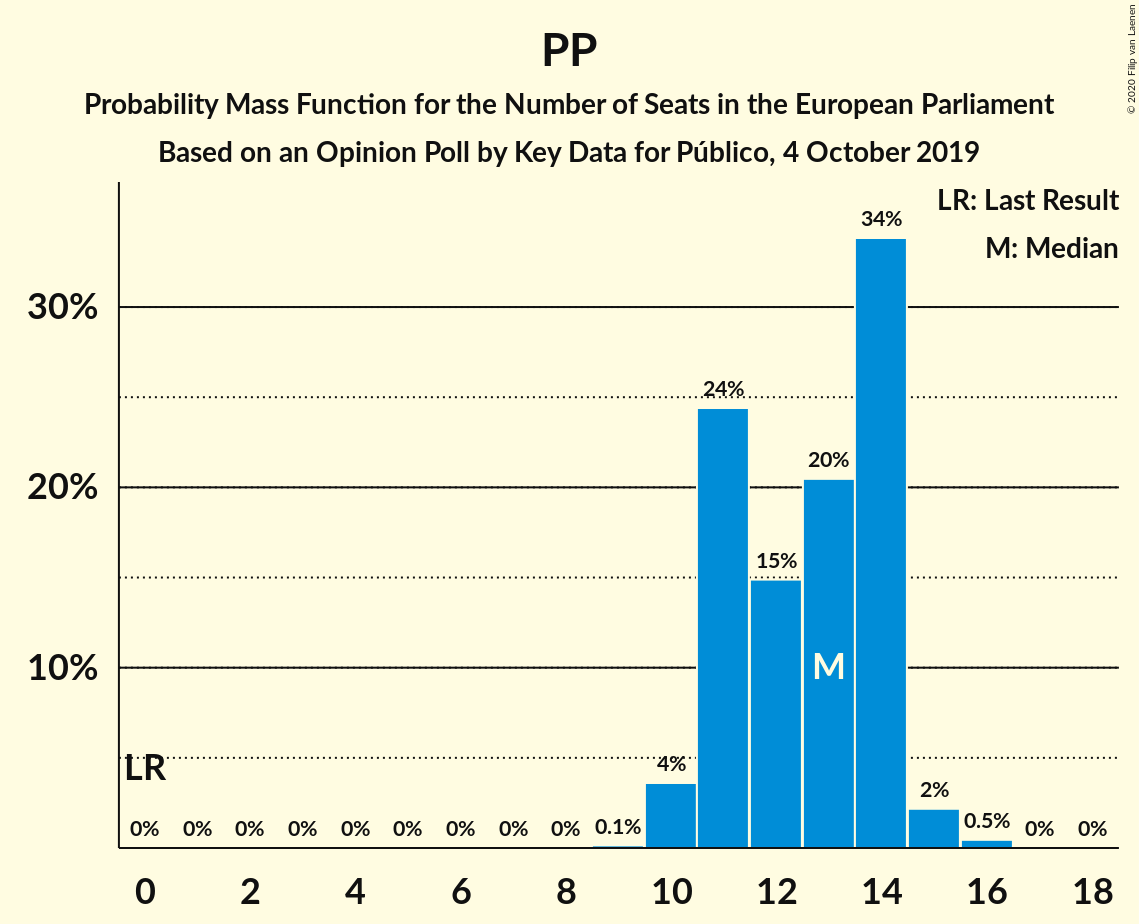 PP
Probability Mass Function for the Number of Seats in the European Parliament
Based on an Opinion Poll by Key Data for Público, 4 October 2019
© 2020 Filip van Laenen
LR: Last Result
M: Median
34%
30%
24%
20%
20%
15%
10%
M
LR
4%
2%
0% 0% 0% 0% 0% 0% 0% 0% 0% 0.1% 0.5% 0% 0%
0 2 4 6 8 10 12 14 16 18